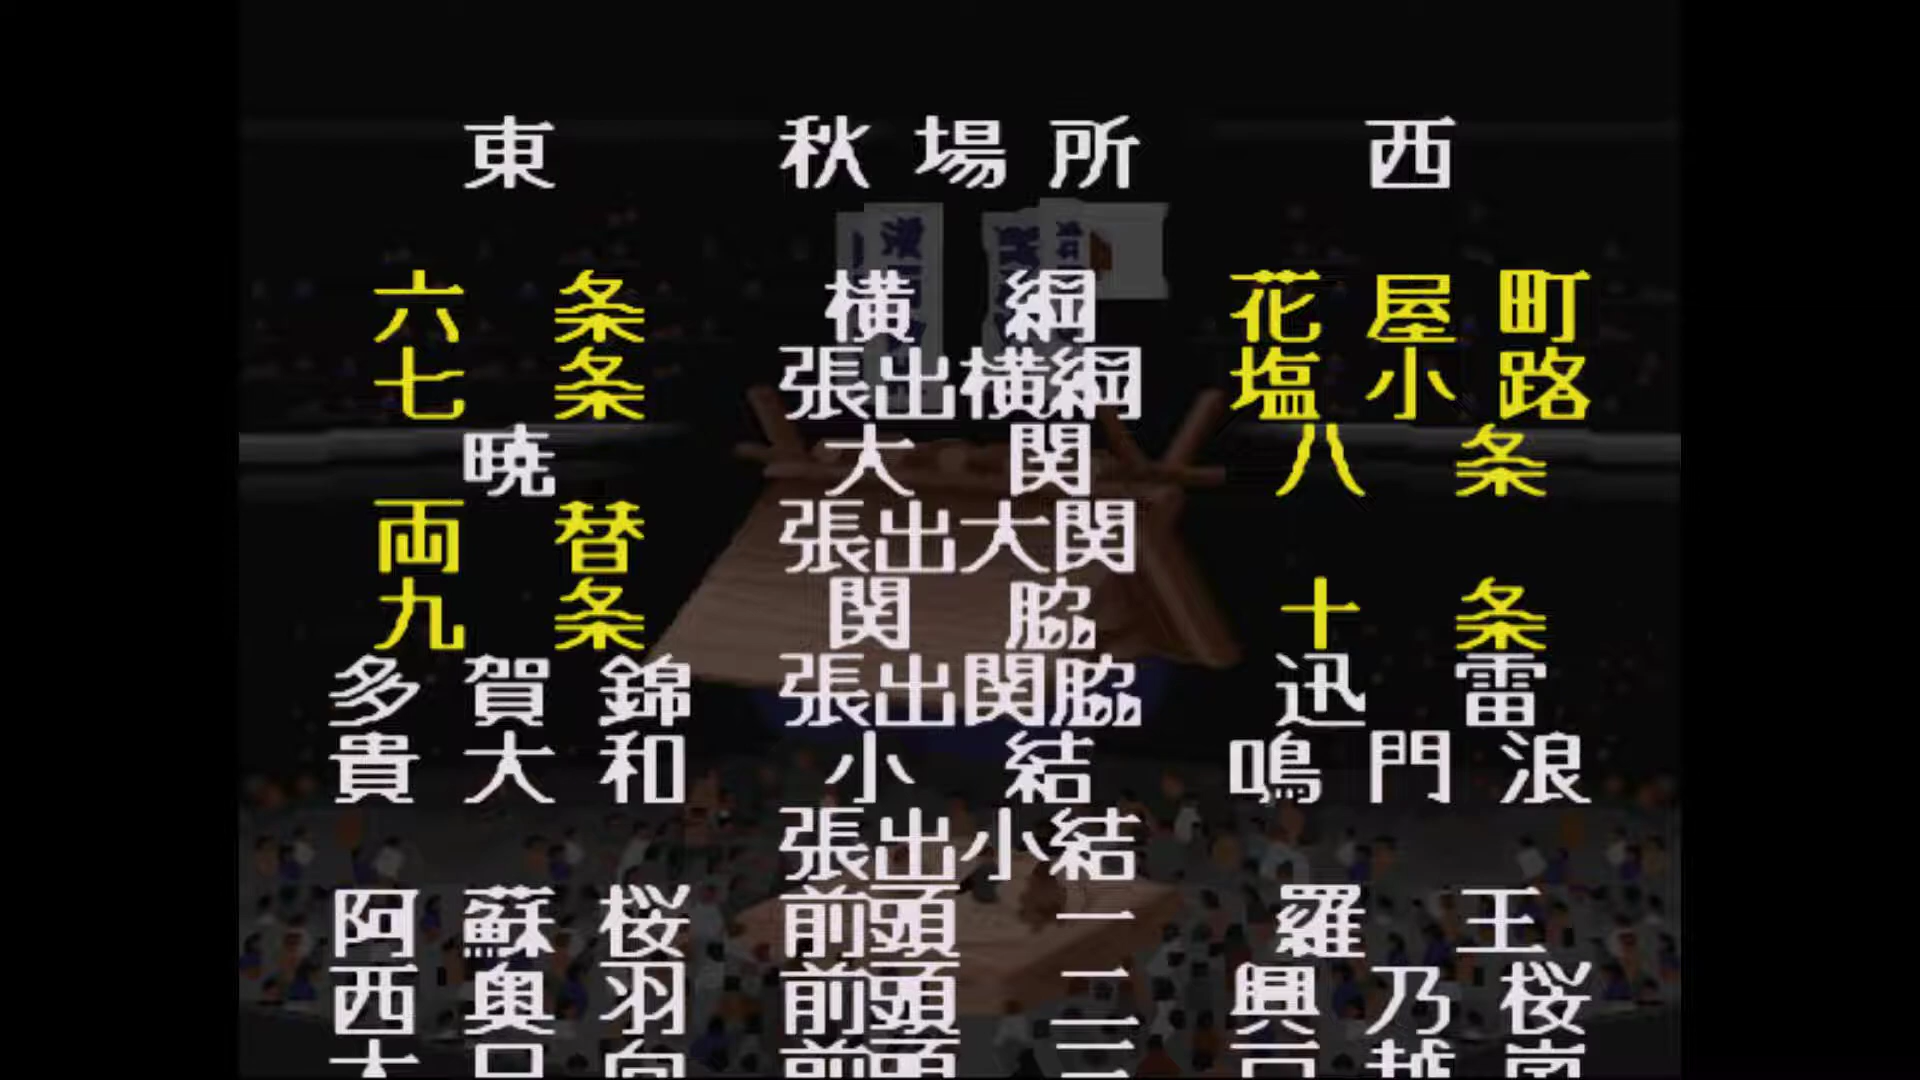 東 秋場所 西
六条 横綱 花屋町
七条 張出横綱 塩小路
暁 大関 八条
両替 張出大関
九条 関脇 十条
多賀錦 張出関脇 迅雷
貴大和 小結 鳴門浪
張出小結
阿蘇桜 前頭一 羅王
西奥羽 前頭二 興乃桜
前頭三